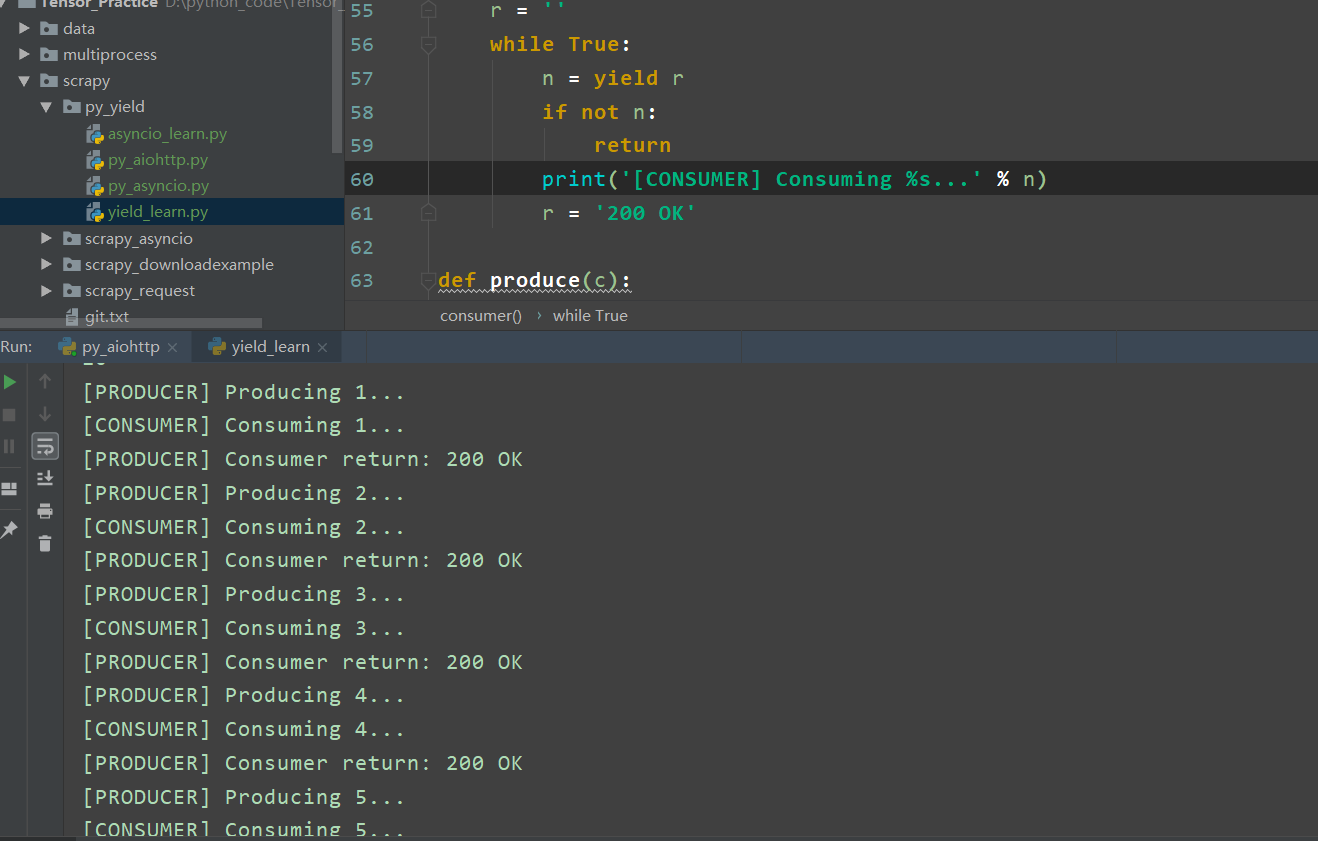 Tensor_Practice D:\python_code\Tensor_
data
multiprocess
scrapy
py_yield
asyncio_learn.py
py_aiohttp.py
py_asyncio.py
yield_learn.py
scrapy_asyncio
scrapy_downloadexample
scrapy_request
git.txt
55 r = ''
56 while True:
57 n = yield r
58 if not n:
59 return
60 print('[CONSUMER] Consuming %s...' % n)
61 r = '200 OK'
62
63 def produce(c):
consumer() › while True
Run: py_aiohttp × yield_learn ×
[PRODUCER] Producing 1...
[CONSUMER] Consuming 1...
[PRODUCER] Consumer return: 200 OK
[PRODUCER] Producing 2...
[CONSUMER] Consuming 2...
[PRODUCER] Consumer return: 200 OK
[PRODUCER] Producing 3...
[CONSUMER] Consuming 3...
[PRODUCER] Consumer return: 200 OK
[PRODUCER] Producing 4...
[CONSUMER] Consuming 4...
[PRODUCER] Consumer return: 200 OK
[PRODUCER] Producing 5...
[CONSUMER] Consuming 5...